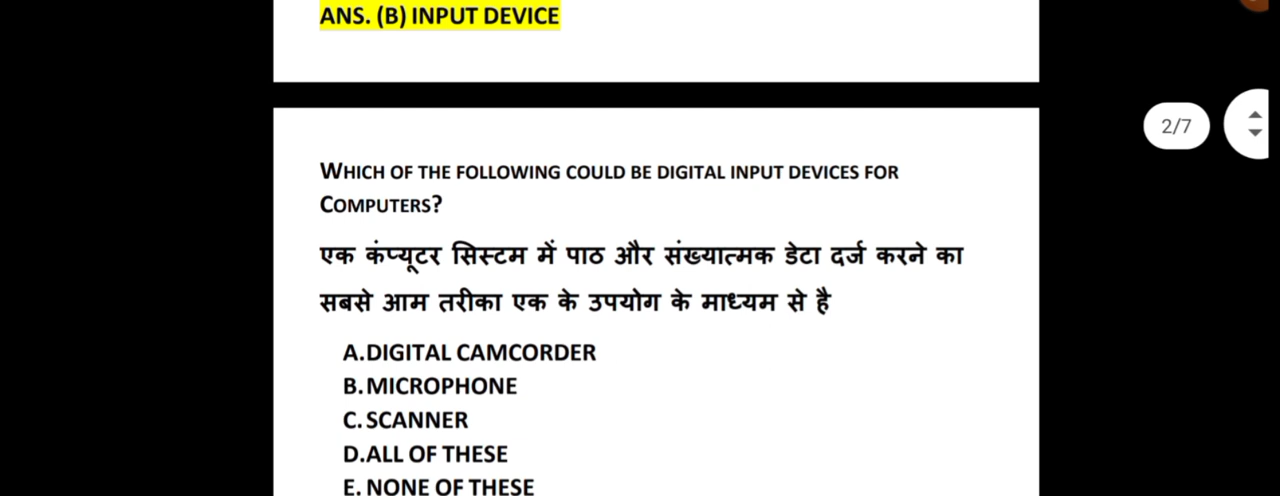 ANS. (B) INPUT DEVICE
2/7
WHICH OF THE FOLLOWING COULD BE DIGITAL INPUT DEVICES FOR
COMPUTERS?
एक कंप्यूटर सिस्टम में पाठ और संख्यात्मक डेटा दर्ज करने का
सबसे आम तरीका एक के उपयोग के माध्यम से है
A.DIGITAL CAMCORDER
B.MICROPHONE
C.SCANNER
D.ALL OF THESE
E. NONE OF THESE